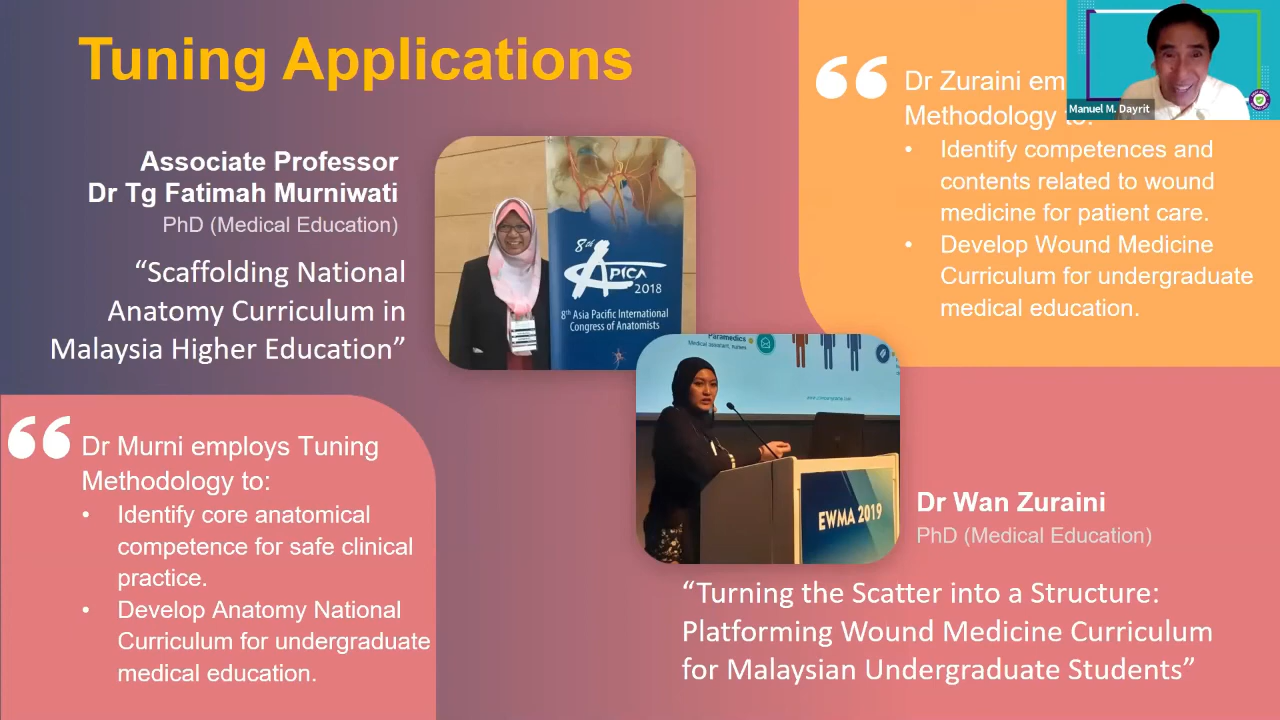 Tuning Applications
Associate Professor
Dr Tg Fatimah Murniwati
PhD (Medical Education)
“Scaffolding National
Anatomy Curriculum in
Malaysia Higher Education”
8th
APICA
2018
8th Asia Pacific International
Congress of Anatomists
Dr Zuraini em
Methodology to:
• Identify competences and
contents related to wound
medicine for patient care.
• Develop Wound Medicine
Curriculum for undergraduate
medical education.
Manuel M. Dayrit
Dr Murni employs Tuning
Methodology to:
• Identify core anatomical
competence for safe clinical
practice.
• Develop Anatomy National
Curriculum for undergraduate
medical education.
Paramedics
Medical assistant, nurses
EWMA 2019
Dr Wan Zuraini
PhD (Medical Education)
“Turning the Scatter into a Structure:
Platforming Wound Medicine Curriculum
for Malaysian Undergraduate Students”